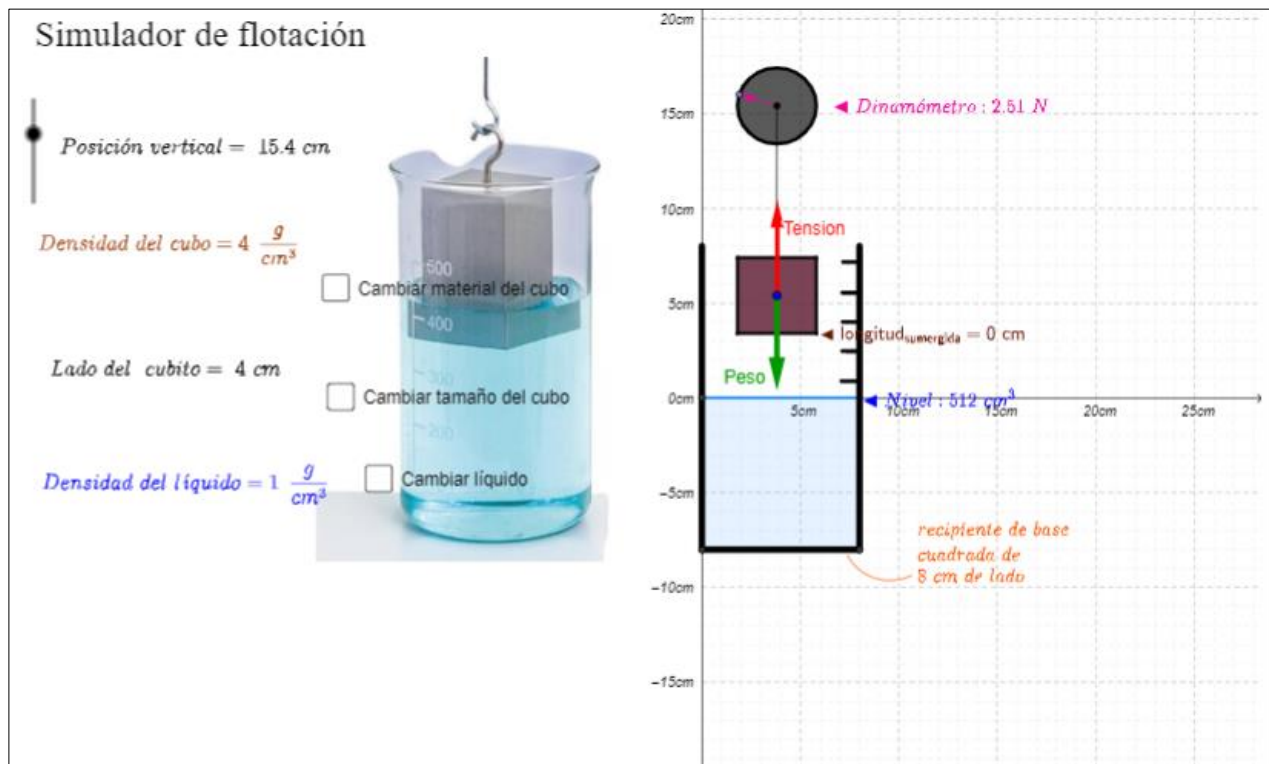 Simulador de flotación
Posición vertical = 15.4 cm
Densidad del cubo = 4 g/cm³
Cambiar material del cubo
Lado del cubito = 4 cm
Cambiar tamaño del cubo
Densidad del líquido = 1 g/cm³
Cambiar líquido
500
400
300
200
20cm
15cm
Dinamómetro : 2.51 N
10cm
Tension
5cm
longitud sumergida = 0 cm
Peso
0cm
Nivel : 512 cm³
5cm
10cm
15cm
20cm
25cm
−5cm
recipiente de base
cuadrada de
8 cm de lado
−10cm
−15cm